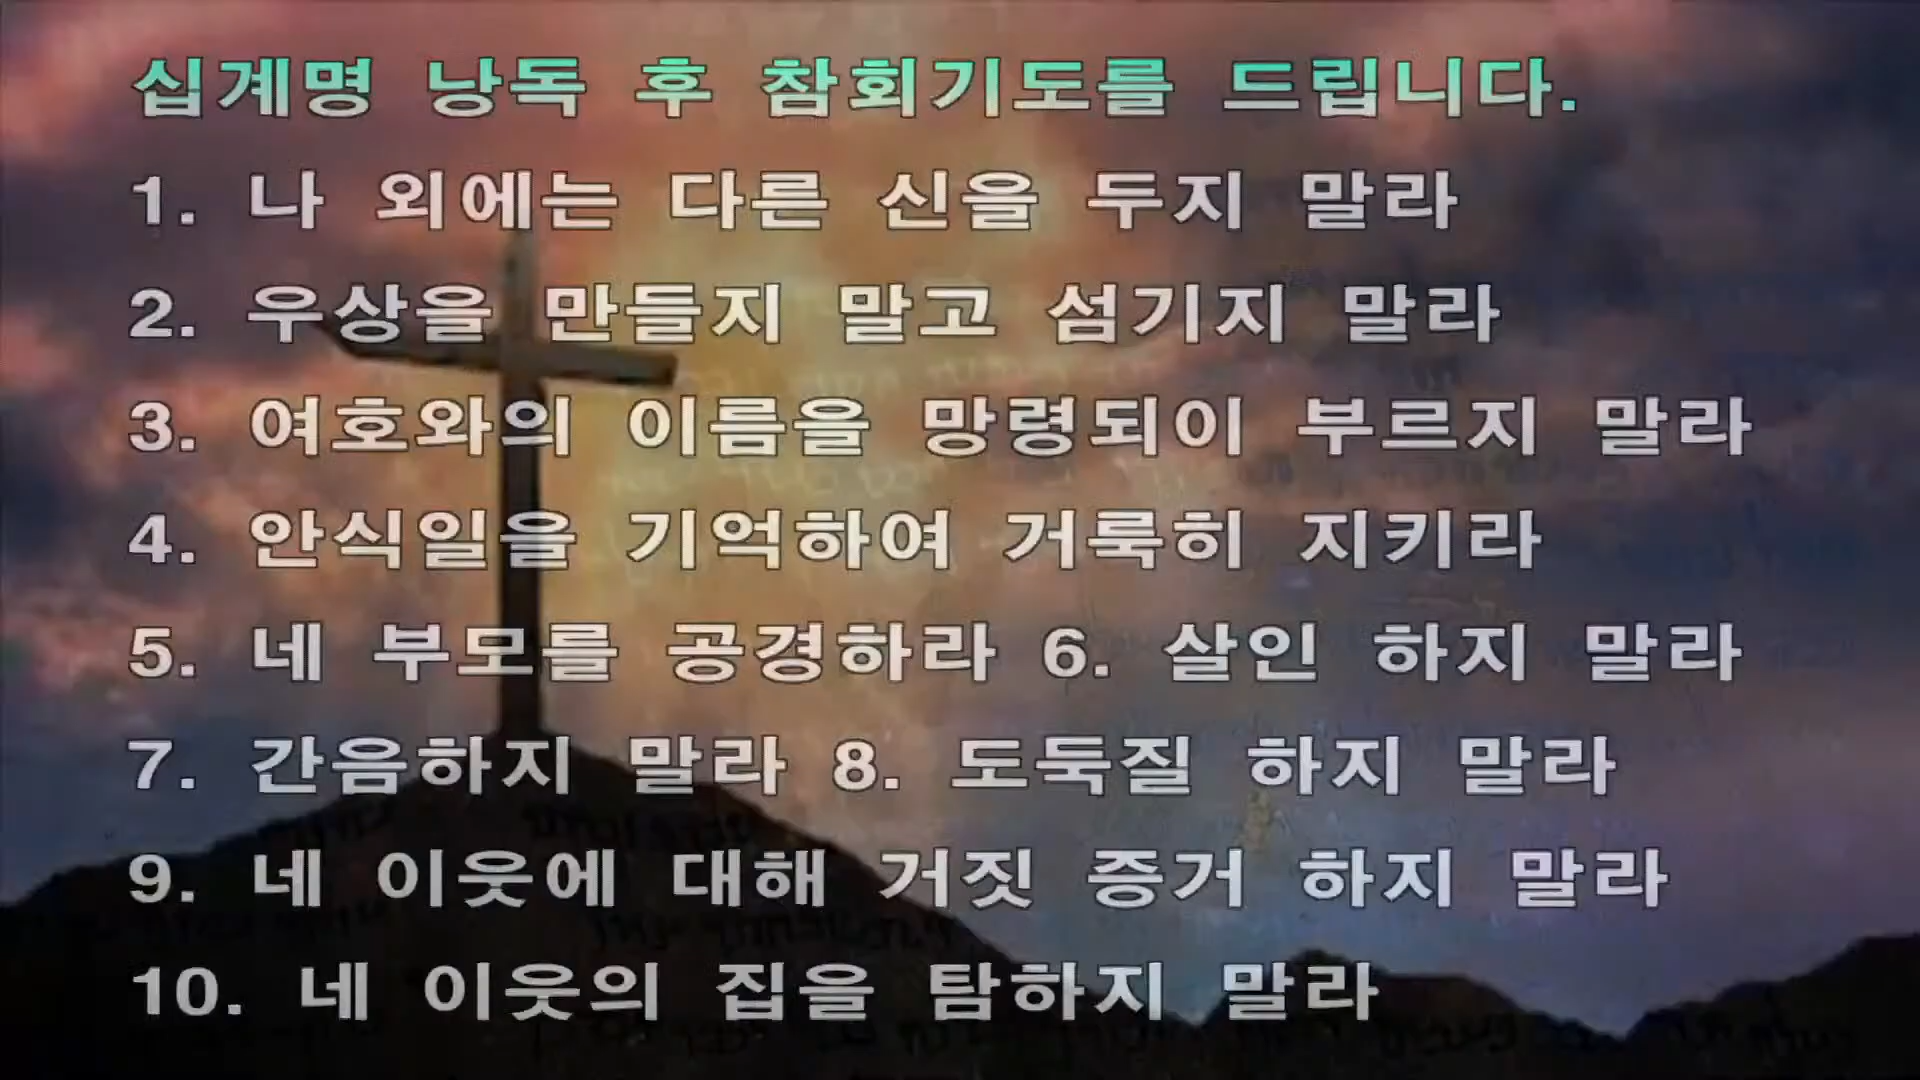 십계명 낭독 후 참회기도를 드립니다.
1. 나 외에는 다른 신을 두지 말라
2. 우상을 만들지 말고 섬기지 말라
3. 여호와의 이름을 망령되이 부르지 말라
4. 안식일을 기억하여 거룩히 지키라
5. 네 부모를 공경하라 6. 살인 하지 말라
7. 간음하지 말라 8. 도둑질 하지 말라
9. 네 이웃에 대해 거짓 증거 하지 말라
10. 네 이웃의 집을 탐하지 말라